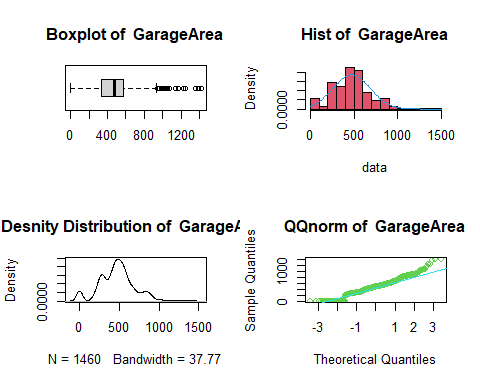 Boxplot of GarageArea
0 400 800 1200
Hist of GarageArea
Density
0.0000
0 500 1000 1500
data
Desnity Distribution of GarageA
Density
0.0000
0 500 1000 1500
N = 1460 Bandwidth = 37.77
QQnorm of GarageArea
Sample Quantiles
0 1000
-3 -1 1 2 3
Theoretical Quantiles